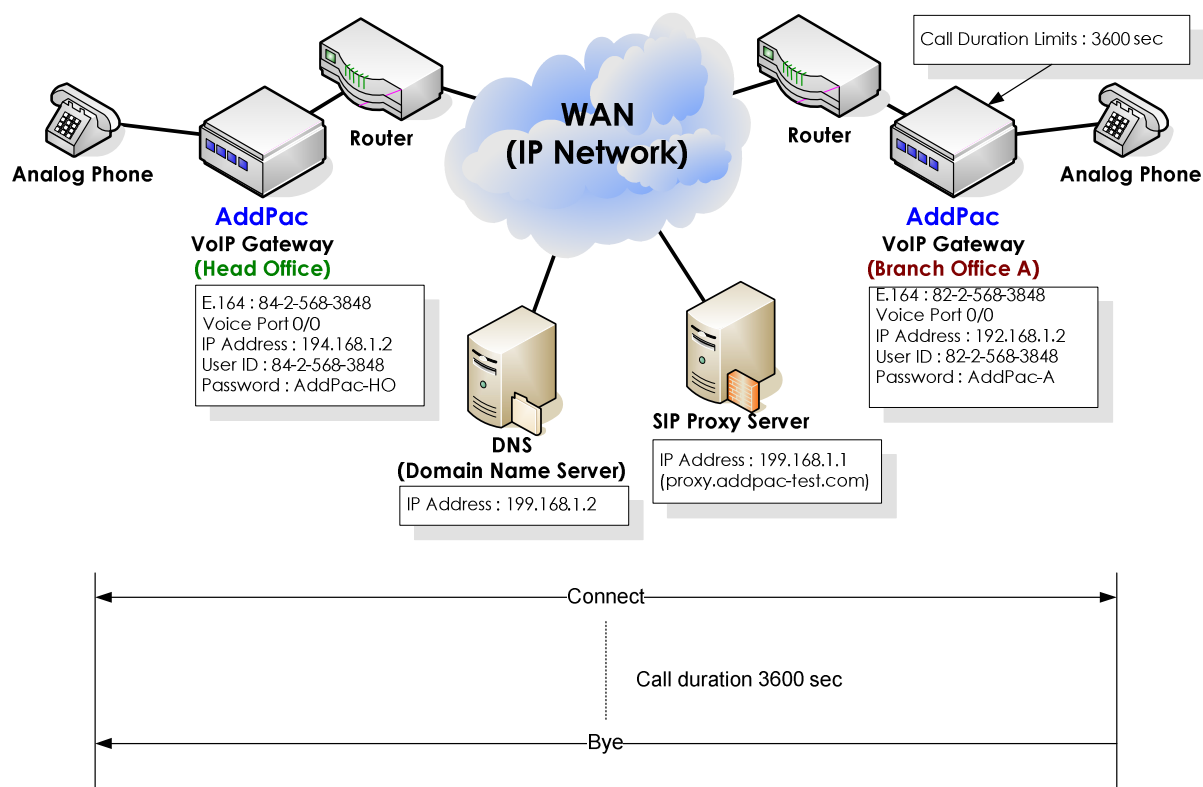 Call Duration Limits : 3600 sec
WAN
(IP Network)
Router
Router
Analog Phone
Analog Phone
AddPac
VoIP Gateway
(Head Office)
E.164 : 84-2-568-3848
Voice Port 0/0
IP Address : 194.168.1.2
User ID : 84-2-568-3848
Password : AddPac-HO
AddPac
VoIP Gateway
(Branch Office A)
E.164 : 82-2-568-3848
Voice Port 0/0
IP Address : 192.168.1.2
User ID : 82-2-568-3848
Password : AddPac-A
DNS
(Domain Name Server)
IP Address : 199.168.1.2
SIP Proxy Server
IP Address : 199.168.1.1
(proxy.addpac-test.com)
Connect
Call duration 3600 sec
Bye